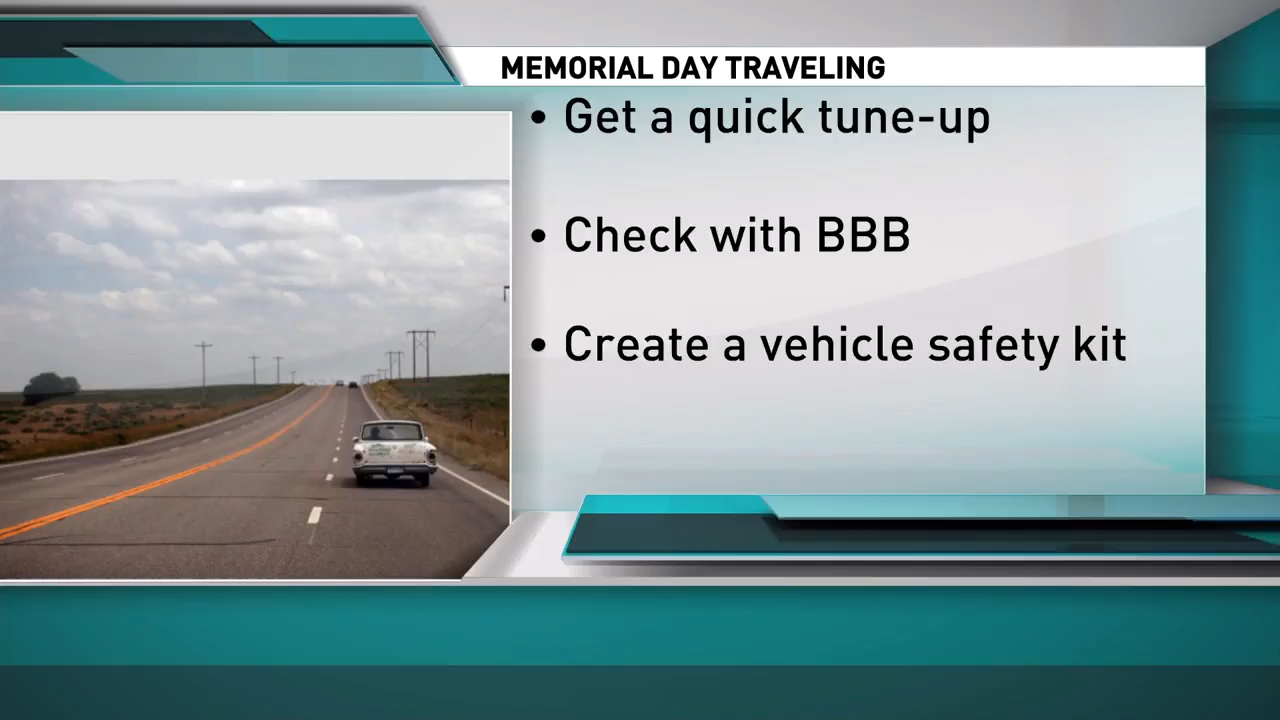 MEMORIAL DAY TRAVELING
• Get a quick tune-up
• Check with BBB
• Create a vehicle safety kit